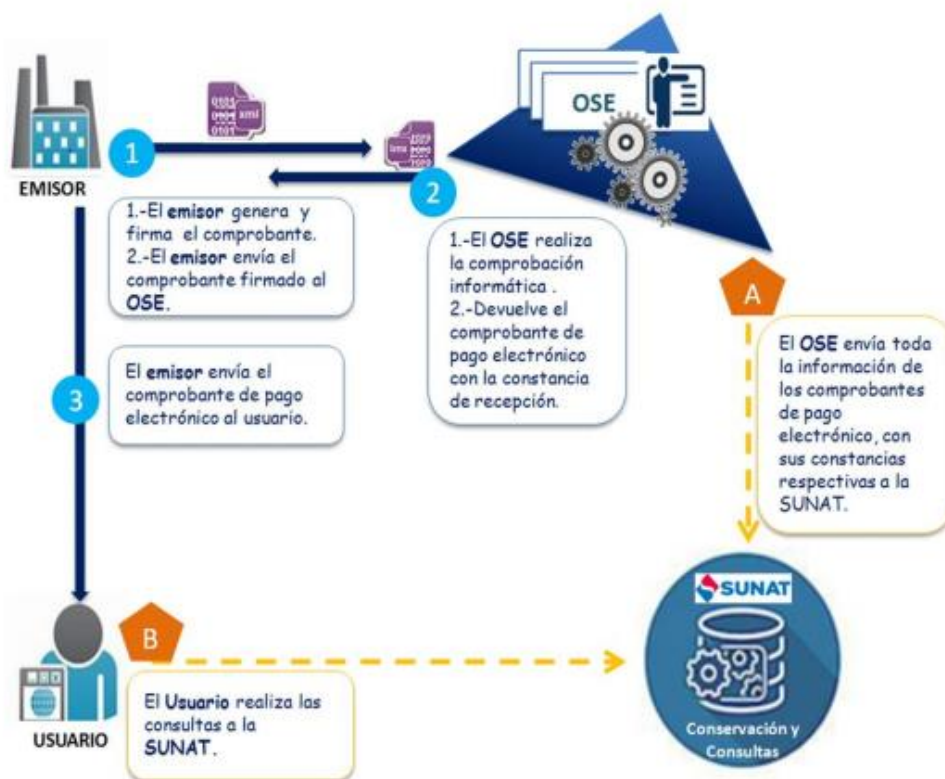 OSE
0101
0101
xml
1
2
EMISOR
1.-El emisor genera y
firma el comprobante.
2.-El emisor envía el
comprobante firmado al
OSE.
1.-El OSE realiza
la comprobación
informática .
2.-Devuelve el
comprobante de
pago electrónico
con la constancia
de recepción.
A
El OSE envía toda
la información de
los comprobantes
de pago
electrónico, con
sus constancias
respectivas a la
SUNAT.
3
El emisor envía el
comprobante de pago
electrónico al usuario.
SUNAT
B
El Usuario realiza las
consultas a la
SUNAT.
USUARIO
Conservación y
Consultas